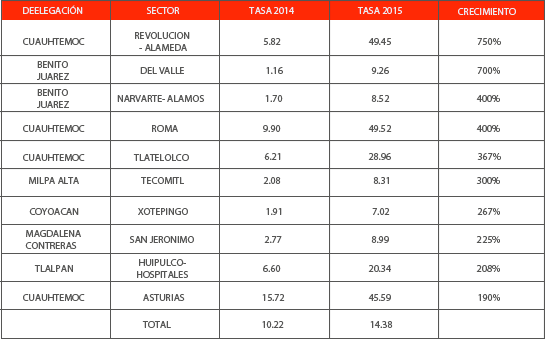 DEELEGACIÓN SECTOR TASA 2014 TASA 2015 CRECIMIENTO
CUAUHTEMOC REVOLUCION - ALAMEDA 5.82 49.45 750%
BENITO JUAREZ DEL VALLE 1.16 9.26 700%
BENITO JUAREZ NARVARTE- ALAMOS 1.70 8.52 400%
CUAUHTEMOC ROMA 9.90 49.52 400%
CUAUHTEMOC TLATELOLCO 6.21 28.96 367%
MILPA ALTA TECOMITL 2.08 8.31 300%
COYOACAN XOTEPINGO 1.91 7.02 267%
MAGDALENA CONTRERAS SAN JERONIMO 2.77 8.99 225%
TLALPAN HUIPULCO- HOSPITALES 6.60 20.34 208%
CUAUHTEMOC ASTURIAS 15.72 45.59 190%
TOTAL 10.22 14.38